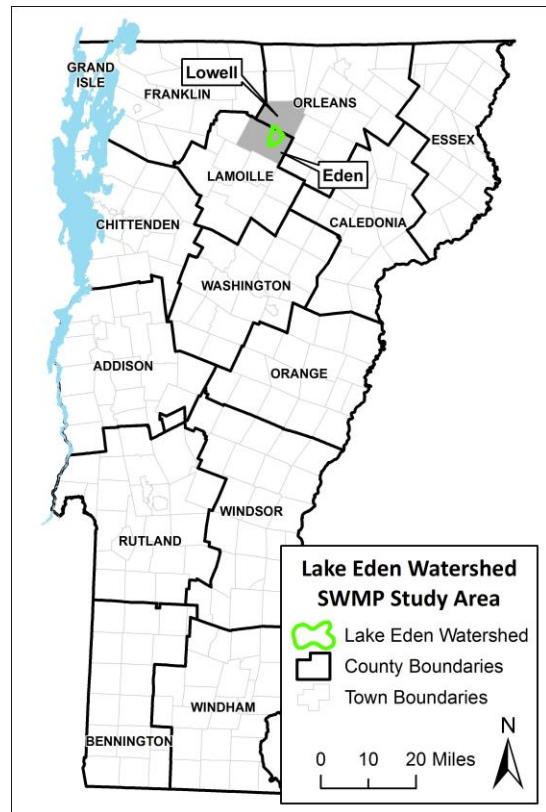 GRAND
ISLE
FRANKLIN
Lowell
ORLEANS
ESSEX
LAMOILLE
Eden
CALEDONIA
CHITTENDEN
WASHINGTON
ADDISON
ORANGE
WINDSOR
RUTLAND
WINDHAM
BENNINGTON
Lake Eden Watershed
SWMP Study Area
Lake Eden Watershed
County Boundaries
Town Boundaries
N
0 10 20 Miles